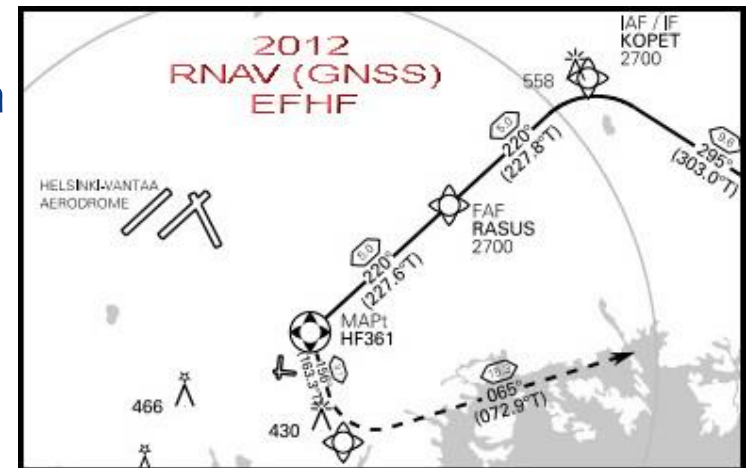 2012
RNAV (GNSS)
EFHF
IAF / IF
KOPET
2700
558
5.0
220°
(227.8°T)
9.6
295°
(303.0°T)
HELSINKI-VANTAA
AERODROME
FAF
RASUS
2700
5.0
220°
(227.6°T)
MAPt
HF361
156°
(163.3°T)
065°
(072.9°T)
466
430